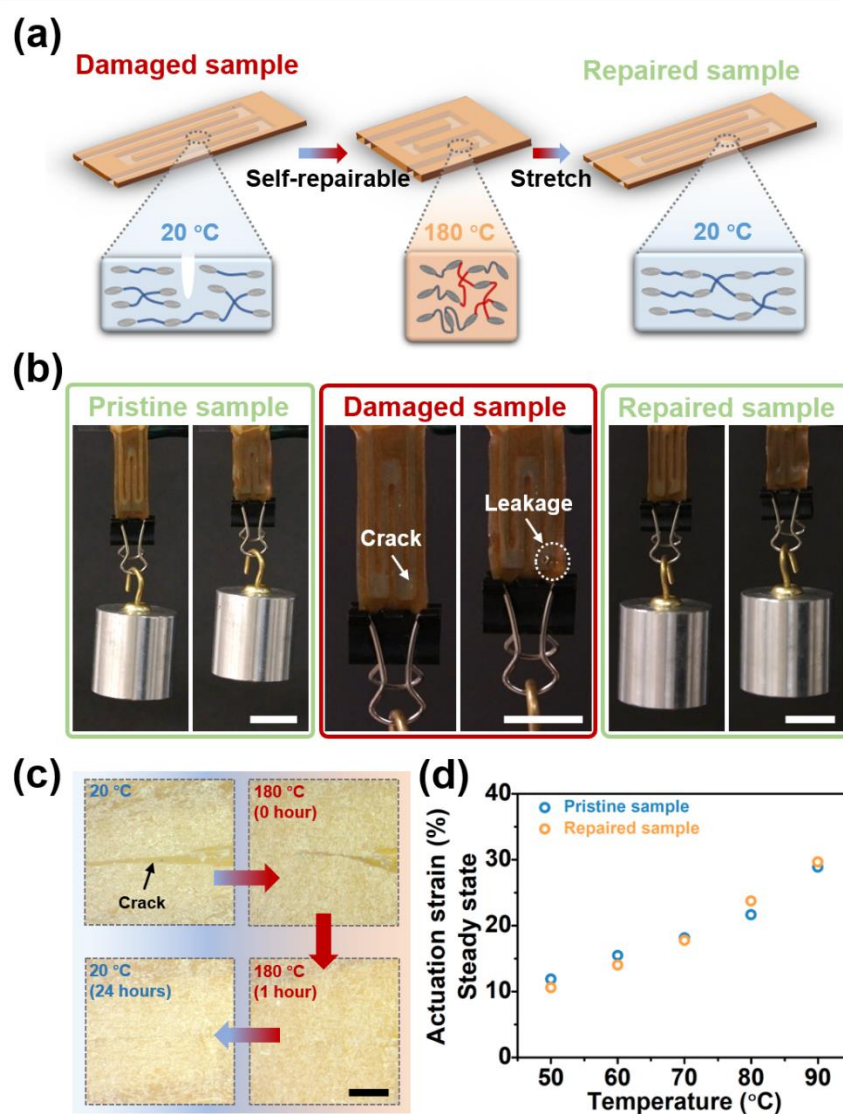 (a)
Damaged sample
Repaired sample
Self-repairable
Stretch
20 °C
180 °C
20 °C
(b)
Pristine sample
Damaged sample
Repaired sample
Crack
Leakage
(c)
20 °C
Crack
180 °C
(0 hour)
20 °C
(24 hours)
180 °C
(1 hour)
(d)
Actuation strain (%)
Steady state
40
30
20
10
0
Pristine sample
Repaired sample
50
60
70
80
90
Temperature (°C)